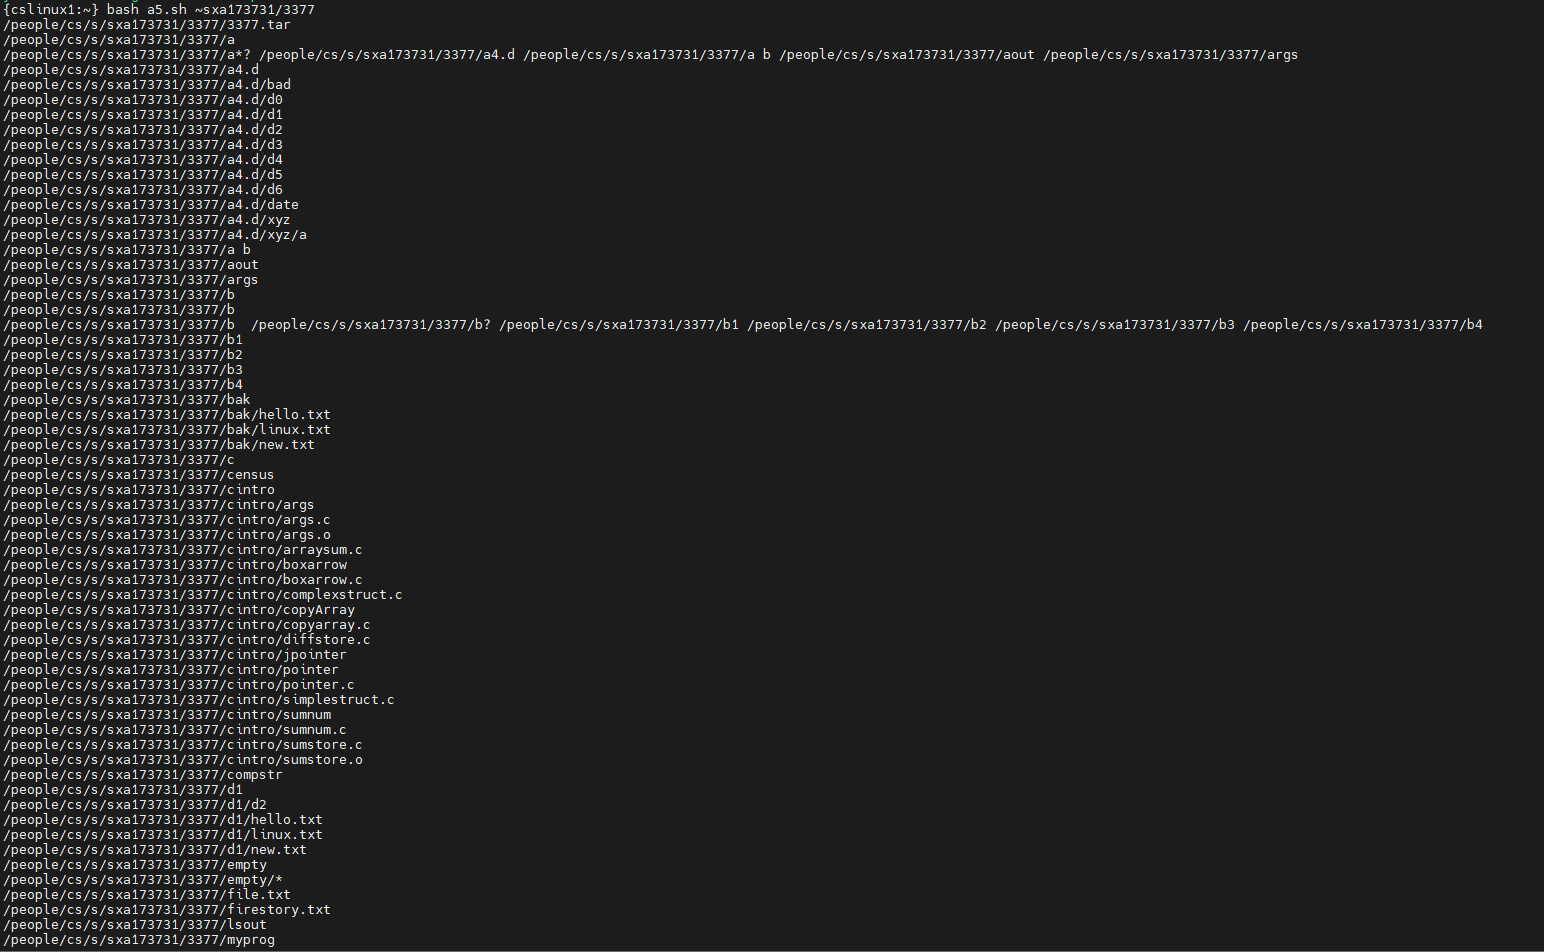 {cslinux1:~} bash a5.sh ~sxa173731/3377
/people/cs/s/sxa173731/3377/3377.tar
/people/cs/s/sxa173731/3377/a
/people/cs/s/sxa173731/3377/a*? /people/cs/s/sxa173731/3377/a4.d /people/cs/s/sxa173731/3377/a b /people/cs/s/sxa173731/3377/aout /people/cs/s/sxa173731/3377/args
/people/cs/s/sxa173731/3377/a4.d
/people/cs/s/sxa173731/3377/a4.d/bad
/people/cs/s/sxa173731/3377/a4.d/d0
/people/cs/s/sxa173731/3377/a4.d/d1
/people/cs/s/sxa173731/3377/a4.d/d2
/people/cs/s/sxa173731/3377/a4.d/d3
/people/cs/s/sxa173731/3377/a4.d/d4
/people/cs/s/sxa173731/3377/a4.d/d5
/people/cs/s/sxa173731/3377/a4.d/d6
/people/cs/s/sxa173731/3377/a4.d/date
/people/cs/s/sxa173731/3377/a4.d/xyz
/people/cs/s/sxa173731/3377/a4.d/xyz/a
/people/cs/s/sxa173731/3377/a b
/people/cs/s/sxa173731/3377/aout
/people/cs/s/sxa173731/3377/args
/people/cs/s/sxa173731/3377/b
/people/cs/s/sxa173731/3377/b
/people/cs/s/sxa173731/3377/b  /people/cs/s/sxa173731/3377/b? /people/cs/s/sxa173731/3377/b1 /people/cs/s/sxa173731/3377/b2 /people/cs/s/sxa173731/3377/b3 /people/cs/s/sxa173731/3377/b4
/people/cs/s/sxa173731/3377/b1
/people/cs/s/sxa173731/3377/b2
/people/cs/s/sxa173731/3377/b3
/people/cs/s/sxa173731/3377/b4
/people/cs/s/sxa173731/3377/bak
/people/cs/s/sxa173731/3377/bak/hello.txt
/people/cs/s/sxa173731/3377/bak/linux.txt
/people/cs/s/sxa173731/3377/bak/new.txt
/people/cs/s/sxa173731/3377/c
/people/cs/s/sxa173731/3377/census
/people/cs/s/sxa173731/3377/cintro
/people/cs/s/sxa173731/3377/cintro/args
/people/cs/s/sxa173731/3377/cintro/args.c
/people/cs/s/sxa173731/3377/cintro/args.o
/people/cs/s/sxa173731/3377/cintro/arraysum.c
/people/cs/s/sxa173731/3377/cintro/boxarrow
/people/cs/s/sxa173731/3377/cintro/boxarrow.c
/people/cs/s/sxa173731/3377/cintro/complexstruct.c
/people/cs/s/sxa173731/3377/cintro/copyArray
/people/cs/s/sxa173731/3377/cintro/copyarray.c
/people/cs/s/sxa173731/3377/cintro/diffstore.c
/people/cs/s/sxa173731/3377/cintro/jpointer
/people/cs/s/sxa173731/3377/cintro/pointer
/people/cs/s/sxa173731/3377/cintro/pointer.c
/people/cs/s/sxa173731/3377/cintro/simplestruct.c
/people/cs/s/sxa173731/3377/cintro/sumnum
/people/cs/s/sxa173731/3377/cintro/sumnum.c
/people/cs/s/sxa173731/3377/cintro/sumstore.c
/people/cs/s/sxa173731/3377/cintro/sumstore.o
/people/cs/s/sxa173731/3377/compstr
/people/cs/s/sxa173731/3377/d1
/people/cs/s/sxa173731/3377/d1/d2
/people/cs/s/sxa173731/3377/d1/hello.txt
/people/cs/s/sxa173731/3377/d1/linux.txt
/people/cs/s/sxa173731/3377/d1/new.txt
/people/cs/s/sxa173731/3377/empty
/people/cs/s/sxa173731/3377/empty/*
/people/cs/s/sxa173731/3377/file.txt
/people/cs/s/sxa173731/3377/firestory.txt
/people/cs/s/sxa173731/3377/lsout
/people/cs/s/sxa173731/3377/myprog